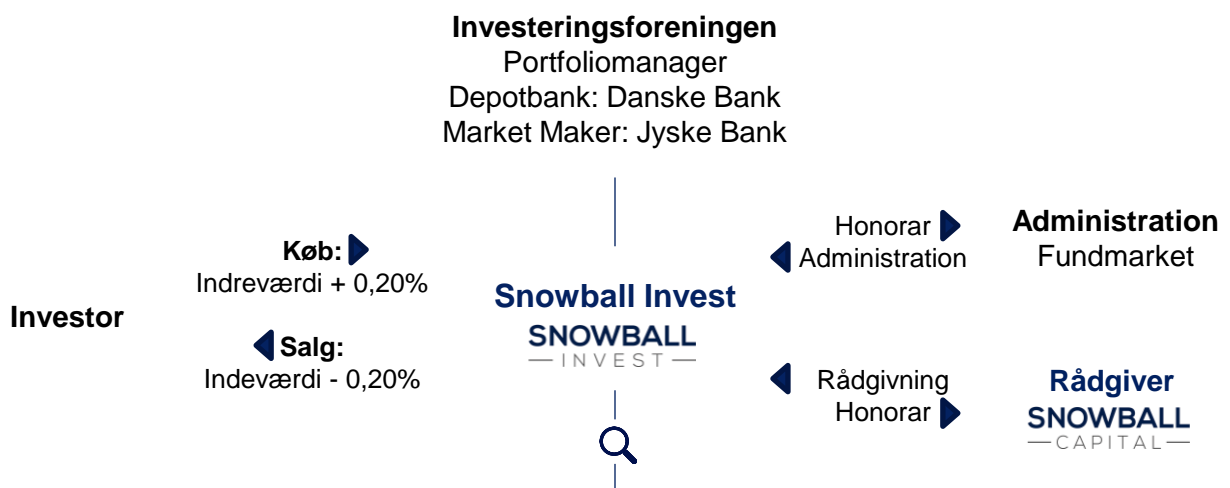 Investeringsforeningen
Portfoliomanager
Depotbank: Danske Bank
Market Maker: Jyske Bank
Køb:
Indreværdi + 0,20%
Investor
Salg:
Indeværdi - 0,20%
Snowball Invest
SNOWBALL
INVEST
Honorar
Administration
Administration
Fundmarket
Rådgivning
Honorar
Rådgiver
SNOWBALL
CAPITAL